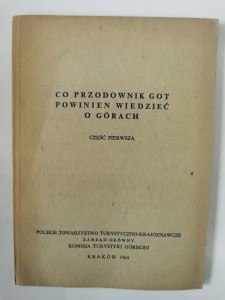 CO PRZODOWNIK GOT
POWINIEN WIEDZIEĆ
O GÓRACH
CZĘŚĆ PIERWSZA
POLSKIE TOWARZYSTWO TURYSTYCZNO-KRAJOZNAWCZE
ZARZĄD GŁÓWNY
KOMISJA TURYSTYKI GÓRSKIEJ
KRAKÓW 1964